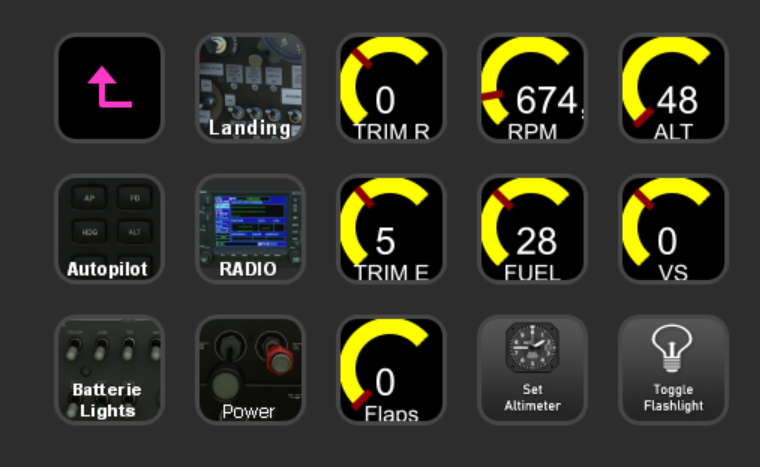 Landing
0
TRIM R
674,
RPM
48
ALT
AP
FD
HDG
ALT
Autopilot
RADIO
5
TRIM E
28
FUEL
0
VS
Batterie
Lights
Power
0
Flaps
Set
Altimeter
Toggle
Flashlight